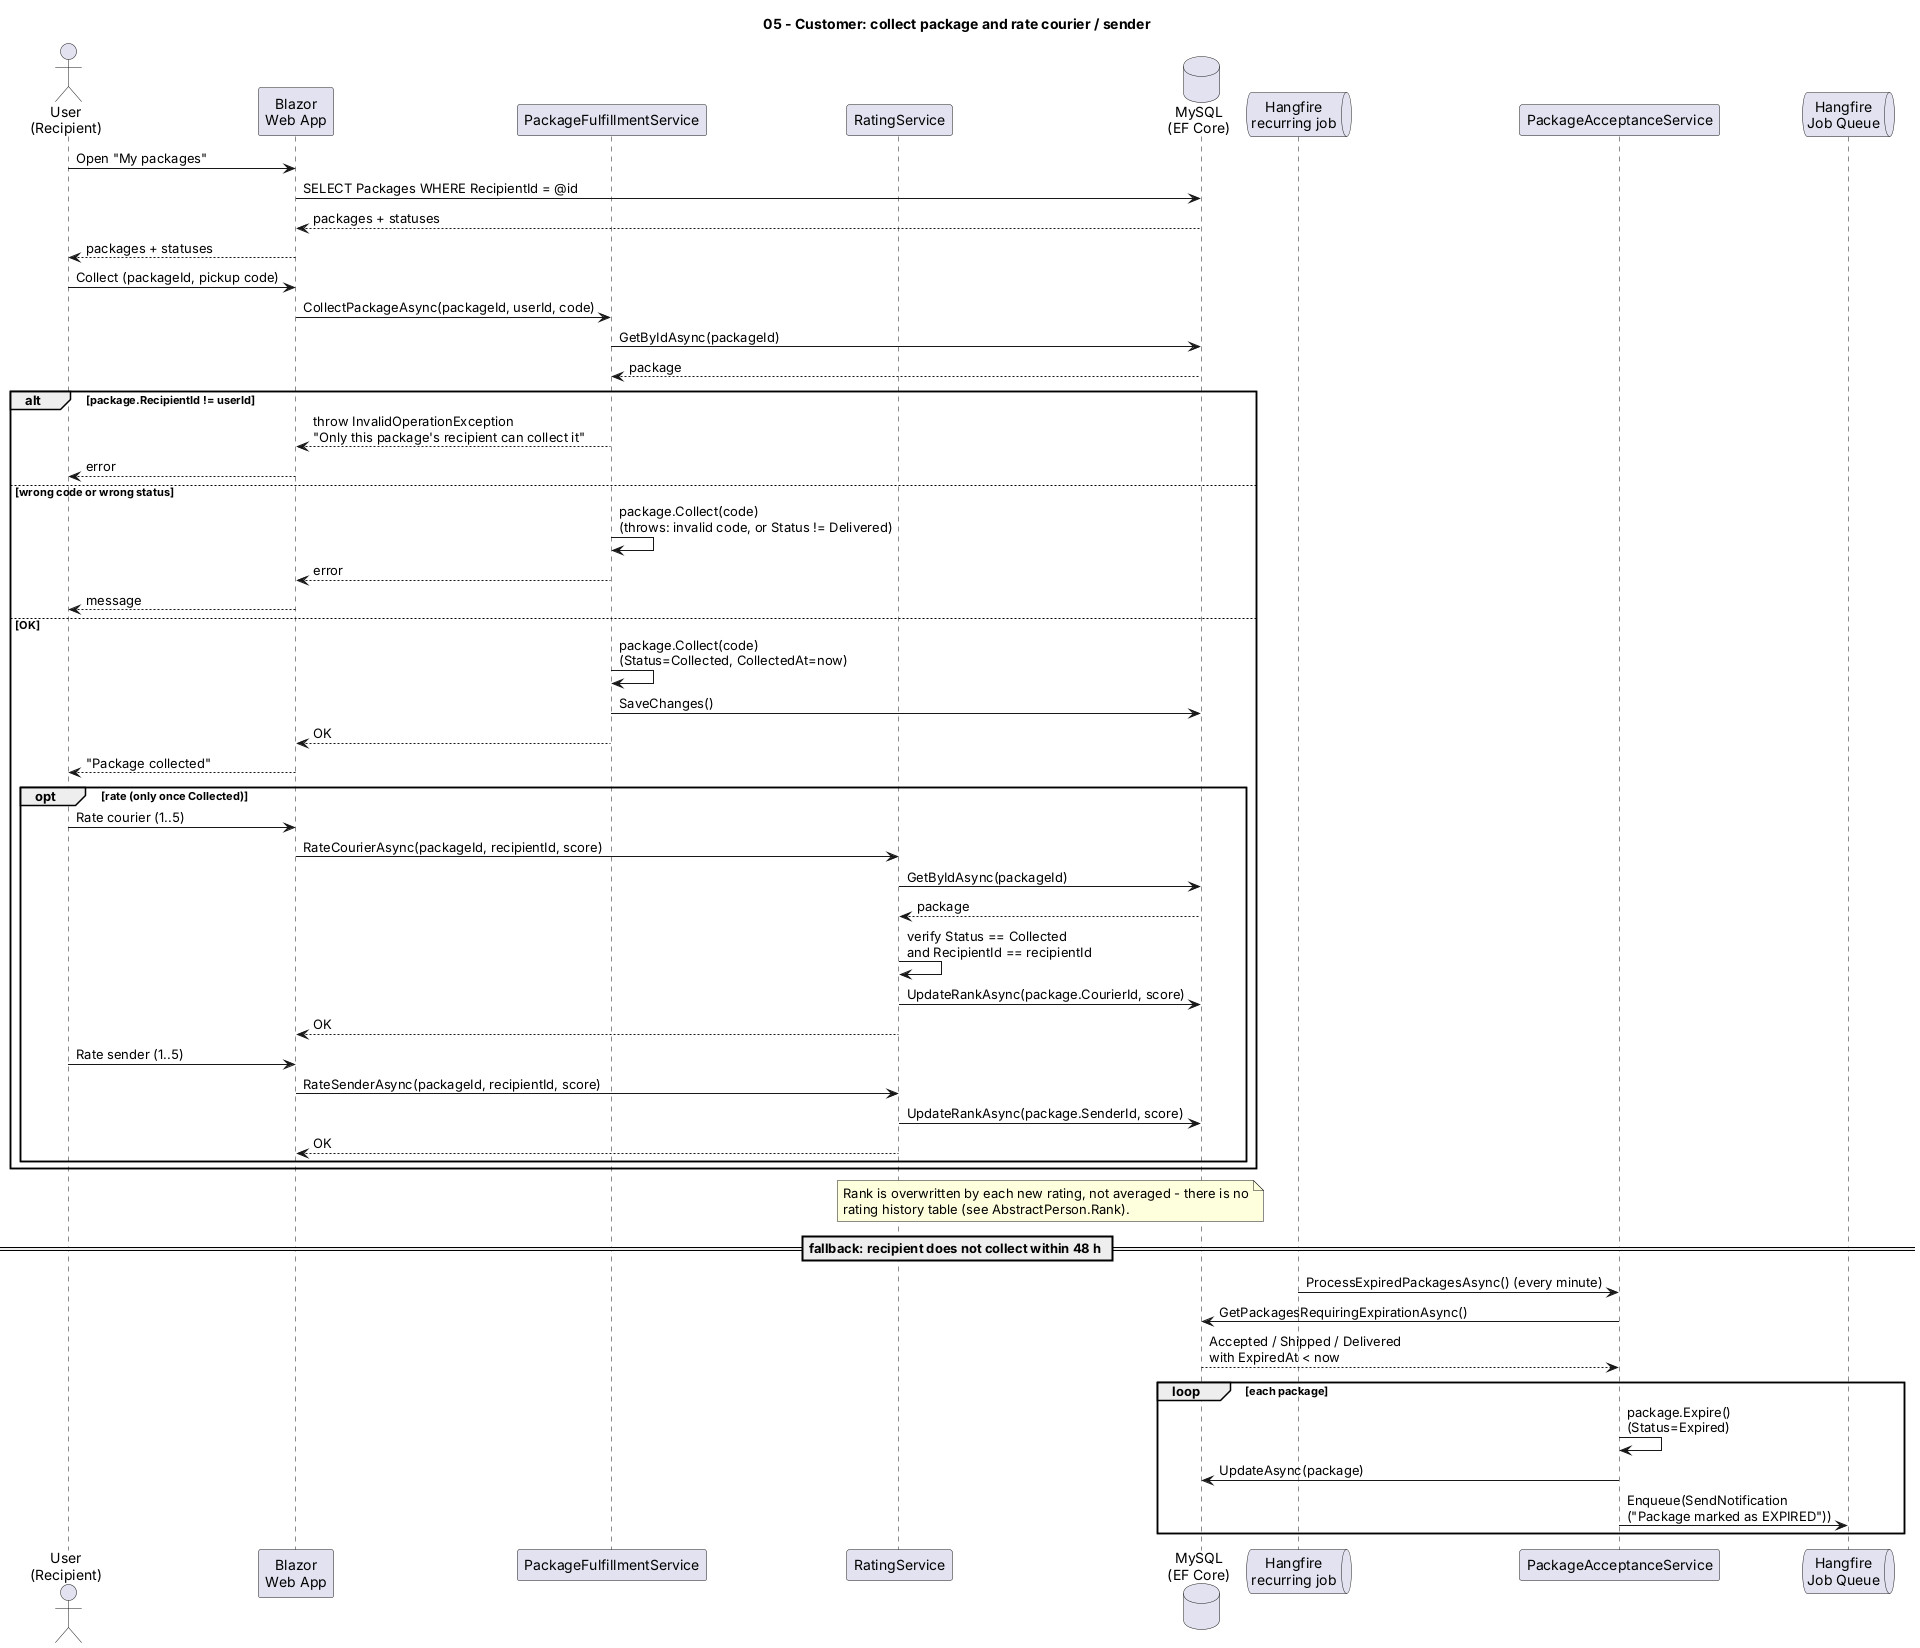 05 - Customer: collect package and rate courier / sender
User
(Recipient)
Blazor
Web App
PackageFulfillmentService
RatingService
MySQL
(EF Core)
Hangfire
recurring job
PackageAcceptanceService
Hangfire
Job Queue
Open "My packages"
SELECT Packages WHERE RecipientId = @id
packages + statuses
packages + statuses
Collect (packageId, pickup code)
CollectPackageAsync(packageId, userId, code)
GetByIdAsync(packageId)
package
alt
[package.RecipientId != userId]
throw InvalidOperationException
"Only this package's recipient can collect it"
error
[wrong code or wrong status]
package.Collect(code)
(throws: invalid code, or Status != Delivered)
error
message
[OK]
package.Collect(code)
(Status=Collected, CollectedAt=now)
SaveChanges()
OK
"Package collected"
opt
[rate (only once Collected)]
Rate courier (1..5)
RateCourierAsync(packageId, recipientId, score)
GetByIdAsync(packageId)
package
verify Status == Collected
and RecipientId == recipientId
UpdateRankAsync(package.CourierId, score)
OK
Rate sender (1..5)
RateSenderAsync(packageId, recipientId, score)
UpdateRankAsync(package.SenderId, score)
OK
Rank is overwritten by each new rating, not averaged - there is no
rating history table (see AbstractPerson.Rank).
fallback: recipient does not collect within 48 h
ProcessExpiredPackagesAsync() (every minute)
GetPackagesRequiringExpirationAsync()
Accepted / Shipped / Delivered
with ExpiredAt < now
loop
[each package]
package.Expire()
(Status=Expired)
UpdateAsync(package)
Enqueue(SendNotification
("Package marked as EXPIRED"))
User
(Recipient)
Blazor
Web App
PackageFulfillmentService
RatingService
MySQL
(EF Core)
Hangfire
recurring job
PackageAcceptanceService
Hangfire
Job Queue